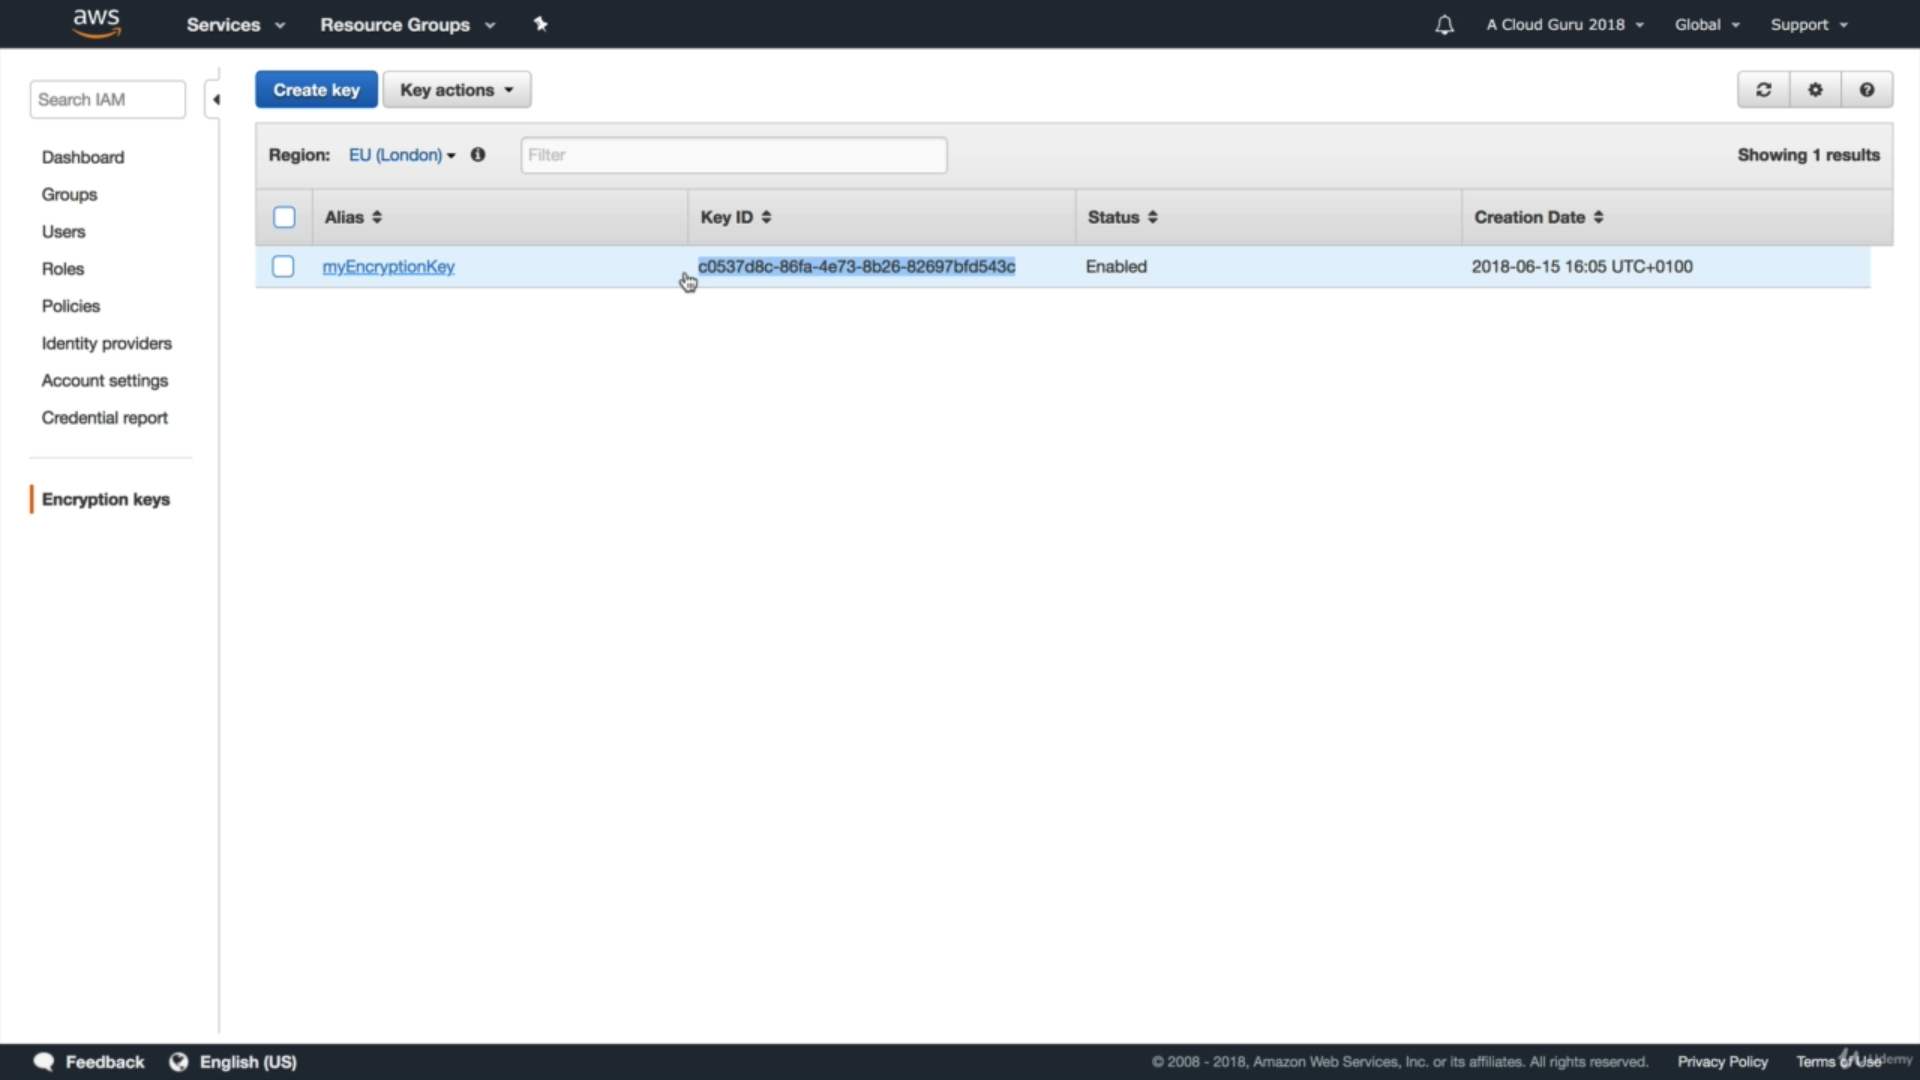 aws Services Resource Groups A Cloud Guru 2018 Global Support
Search IAM
Dashboard
Groups
Users
Roles
Policies
Identity providers
Account settings
Credential report
Encryption keys
Create key Key actions
Region: EU (London) Filter Showing 1 results
Alias Key ID Status Creation Date
myEncryptionKey c0537d8c-86fa-4e73-8b26-82697bfd543c Enabled 2018-06-15 16:05 UTC+0100
Feedback English (US) © 2008 - 2018, Amazon Web Services, Inc. or its affiliates. All rights reserved. Privacy Policy Terms of Use